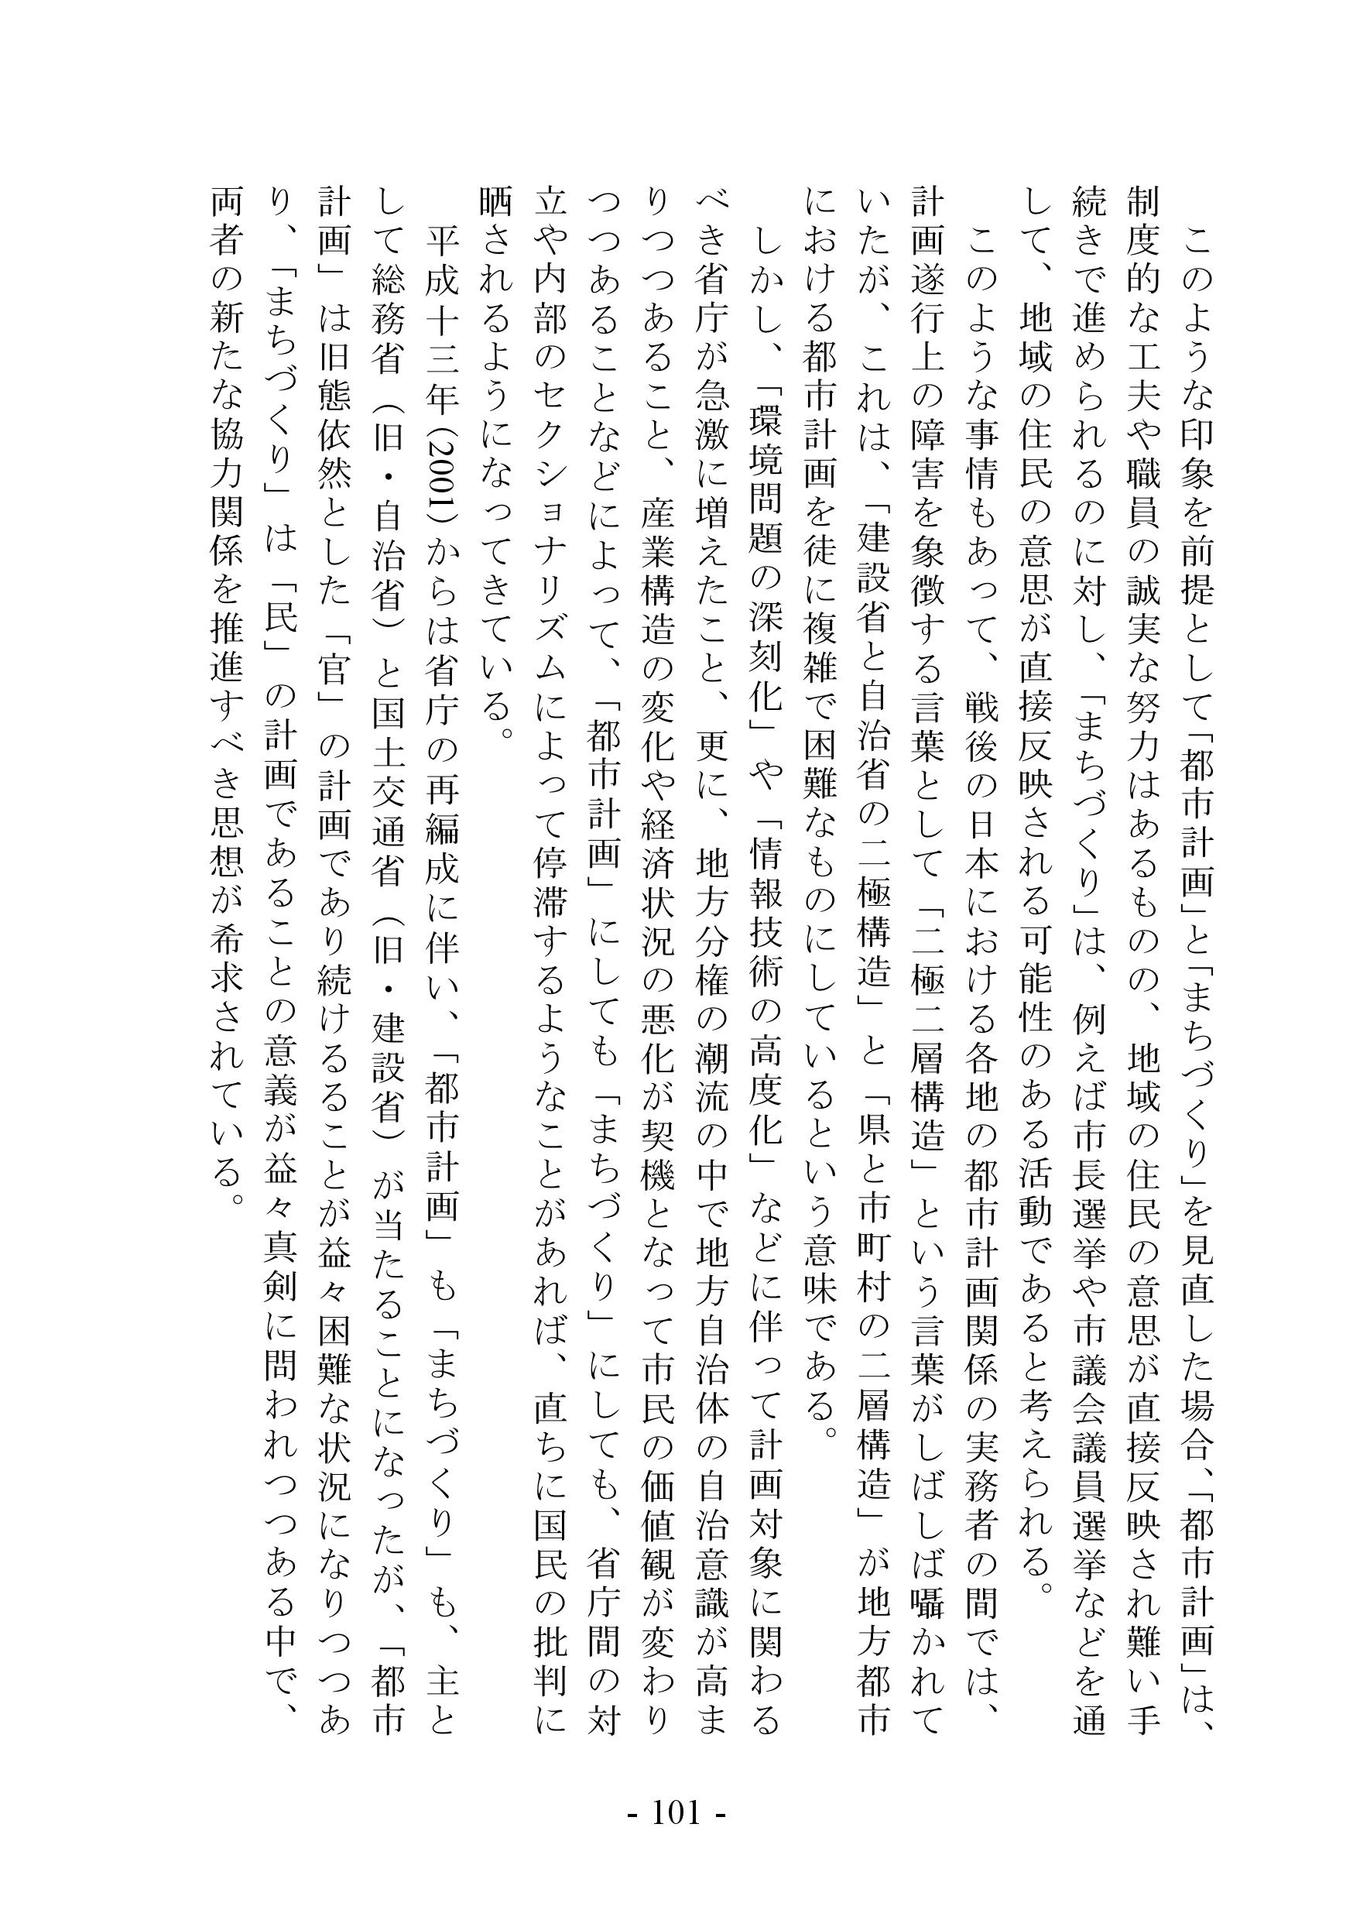 このような印象を前提として「都市計画」と「まちづくり」を見直した場合、「都市計画」は、
制度的な工夫や職員の誠実な努力はあるものの、地域の住民の意思が直接反映され難い手
続きで進められるのに対し、「まちづくり」は、例えば市長選挙や市議会議員選挙などを通
して、地域の住民の意思が直接反映される可能性のある活動であると考えられる。
このような事情もあって、戦後の日本における各地の都市計画関係の実務者の間では、
計画遂行上の障害を象徴する言葉として「二極二層構造」という言葉がしばしば囁かれて
いたが、これは、「建設省と自治省の二極構造」と「県と市町村の二層構造」が地方都市
における都市計画を徒に複雑で困難なものにしているという意味である。
しかし、「環境問題の深刻化」や「情報技術の高度化」などに伴って計画対象に関わる
べき省庁が急激に増えたこと、更に、地方分権の潮流の中で地方自治体の自治意識が高ま
りつつあること、産業構造の変化や経済状況の悪化が契機となって市民の価値観が変わり
つつあることなどによって、「都市計画」にしても「まちづくり」にしても、省庁間の対
立や内部のセクショナリズムによって停滞するようなことがあれば、直ちに国民の批判に
晒されるようになってきている。
平成十三年(2001)からは省庁の再編成に伴い、「都市計画」も「まちづくり」も、主と
して総務省（旧・自治省）と国土交通省（旧・建設省）が当たることになったが、「都市
計画」は旧態依然とした「官」の計画であり続けるることが益々困難な状況になりつつあ
り、「まちづくり」は「民」の計画であることの意義が益々真剣に問われつつある中で、
両者の新たな協力関係を推進すべき思想が希求されている。
- 101 -